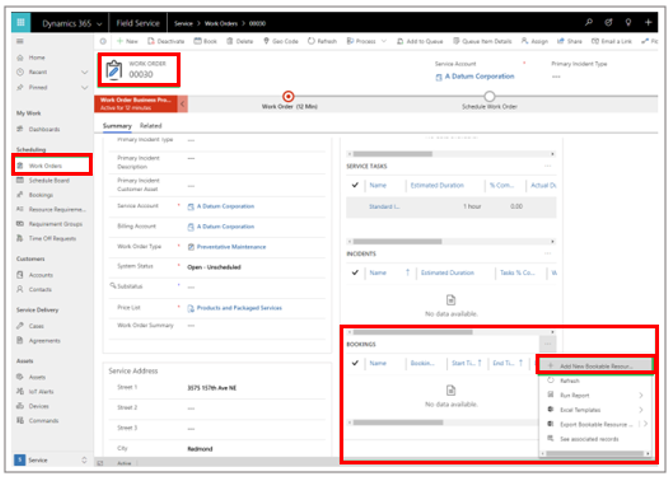 Dynamics 365
Field Service
Service > Work Orders > 00030
New
Deactivate
Book
Delete
Geo Code
Refresh
Process
Add to Queue
Queue Item Details
Assign
Share
Email a Link
Home
Recent
Pinned
My Work
Dashboards
Scheduling
Work Orders
Schedule Board
Bookings
Resource Requireme...
Requirement Groups
Time Off Requests
Customers
Accounts
Contacts
Service Delivery
Cases
Agreements
Assets
Assets
IoT Alerts
Devices
Commands
S Service
WORK ORDER
00030
Service Account *
A Datum Corporation
Primary Incident Type
---
Work Order Business Pro...
Active for 12 minutes
Work Order (12 Min)
Schedule Work Order
Summary Related
Primary Incident Type ---
Primary Incident
Description ---
Primary Incident
Customer Asset ---
Service Account * A Datum Corporation
Billing Account A Datum Corporation
Work Order Type * Preventative Maintenance
System Status * Open - Unscheduled
Substatus * ---
Price List * Products and Packaged Services
Work Order Summary ---
Service Address
Street 1 3575 157th Ave NE
Street 2 ---
Street 3 ---
City Redmond
Active
SERVICE TASKS ...
Name Estimated Duration % Com... Actual Du
Standard I... 1 hour 0.00
INCIDENTS ...
Name ↑ Estimated Duration Tasks % Co...
No data available.
BOOKINGS ...
Name Bookin... Start Ti... ↑ End Ti... ↑
No data available.
Add New Bookable Resour...
Refresh
Run Report
Excel Templates
Export Bookable Resource ...
See associated records